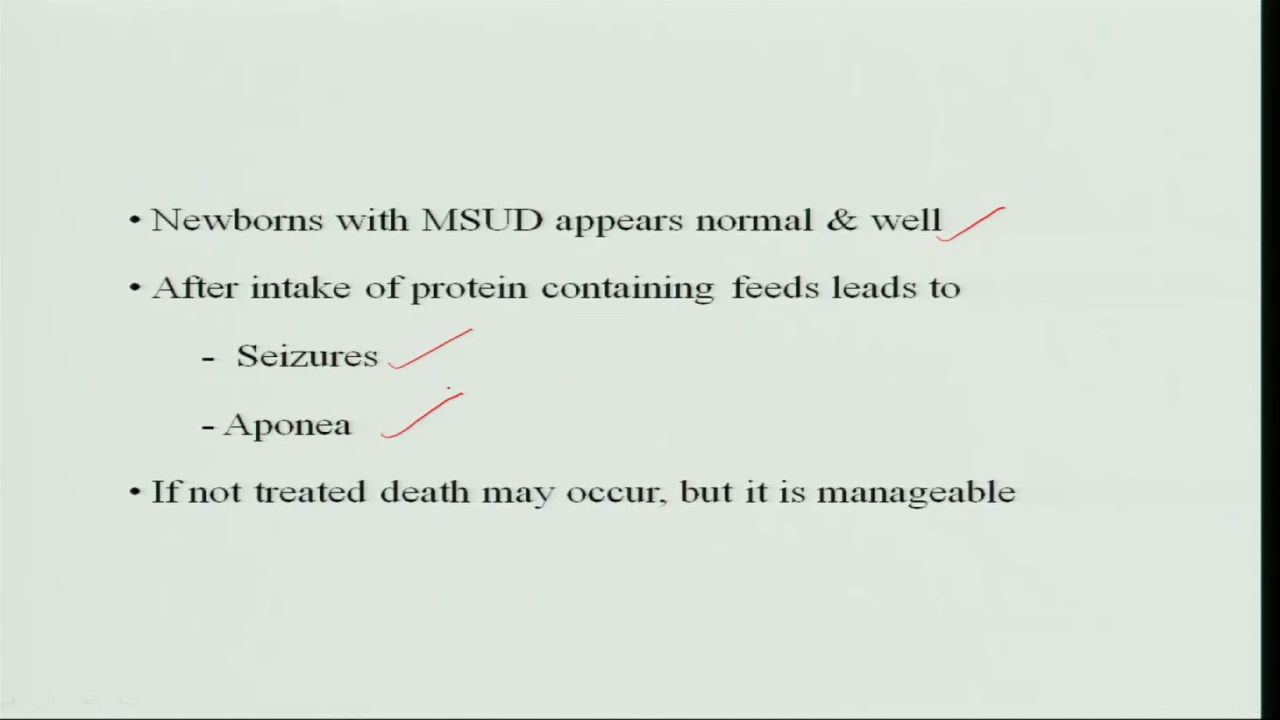 • Newborns with MSUD appears normal & well
• After intake of protein containing feeds leads to
- Seizures
- Aponea
• If not treated death may occur, but it is manageable